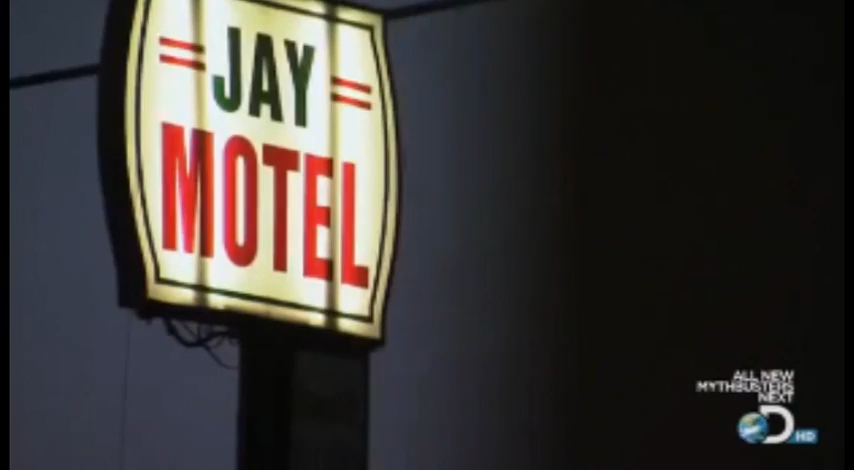 JAY
MOTEL
ALL NEW
MYTHBUSTERS
NEXT
D HD